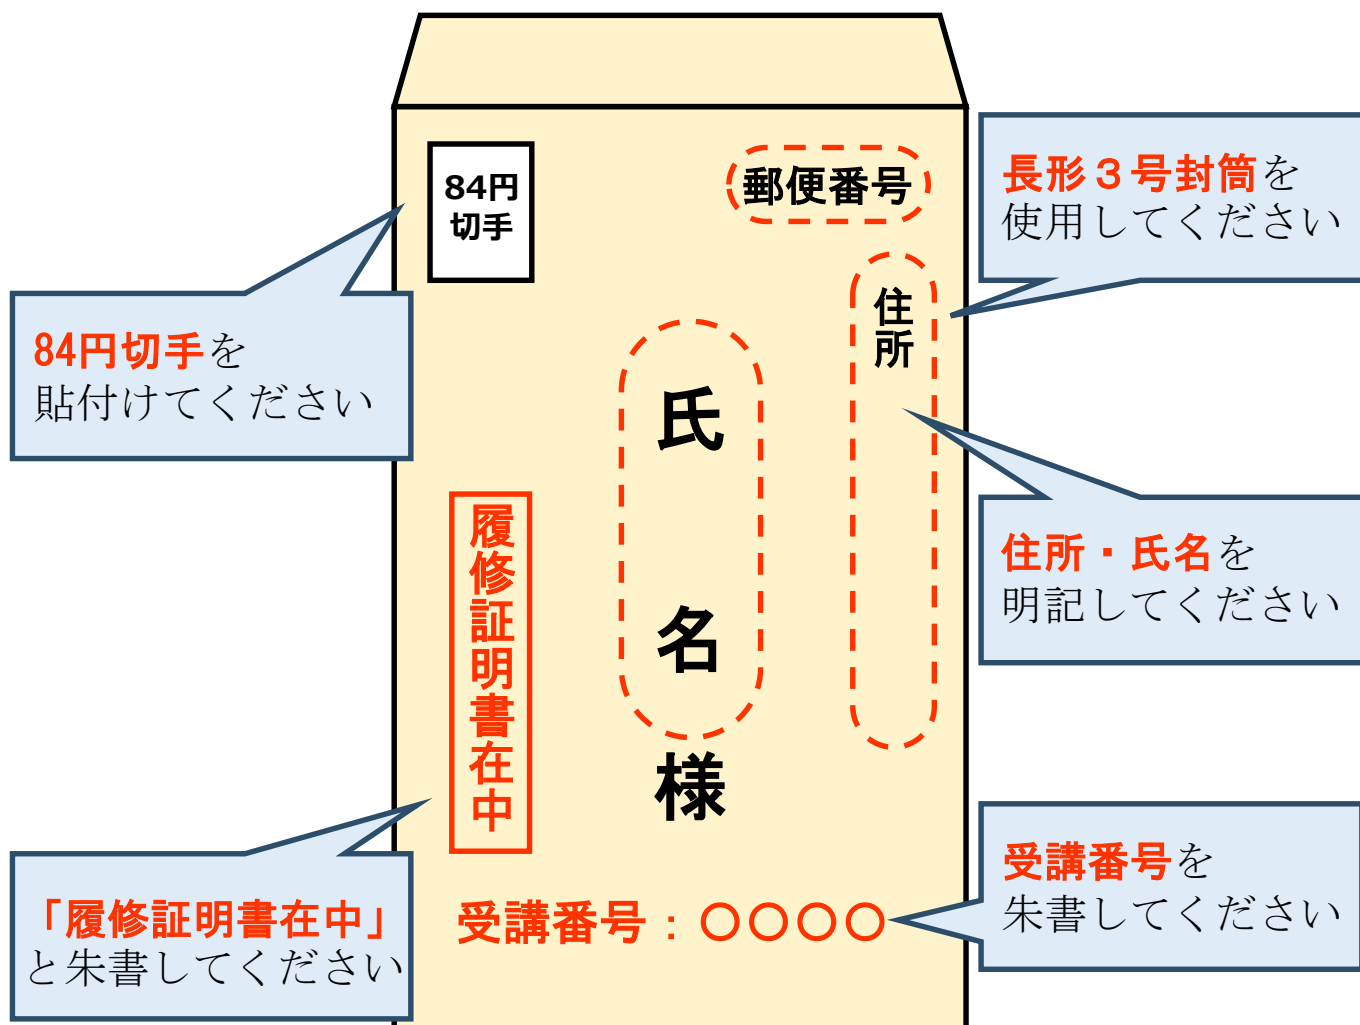 84円
切手
郵便番号
住所
氏名
様
履修証明書在中
受講番号：〇〇〇〇
84円切手を
貼付けてください
「履修証明書在中」
と朱書してください
長形３号封筒を
使用してください
住所・氏名を
明記してください
受講番号を
朱書してください